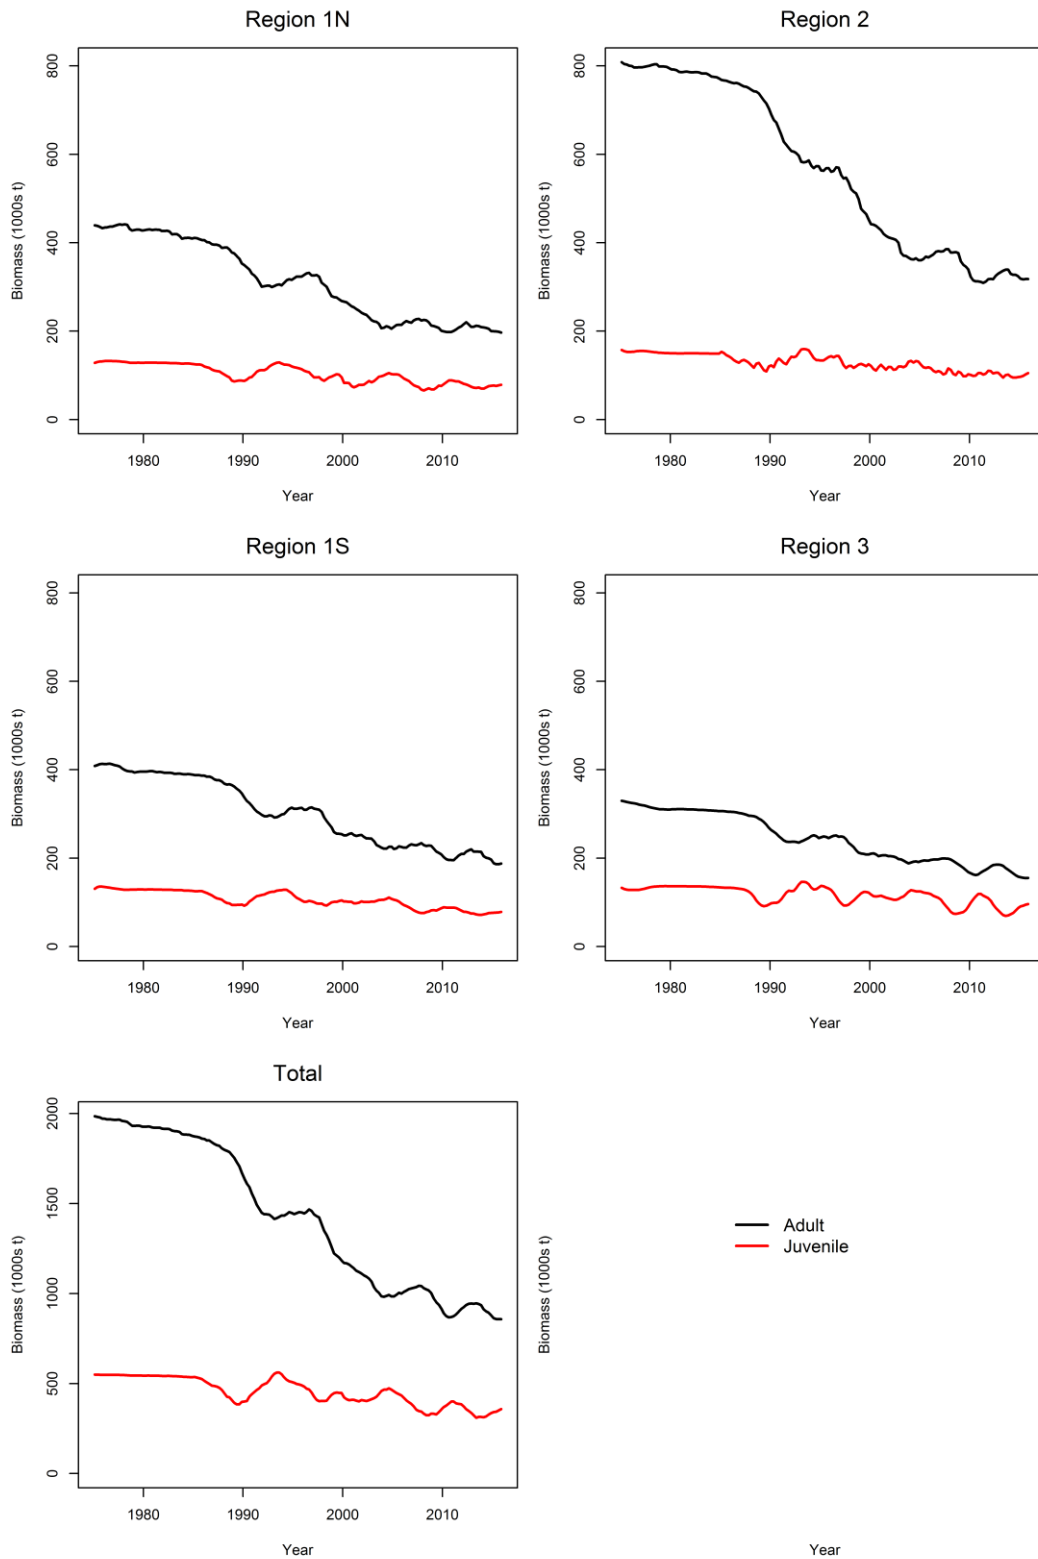 Region 1N
Biomass (1000s t)
0 200 400 600 800
1980 1990 2000 2010
Year
Region 2
Biomass (1000s t)
0 200 400 600 800
1980 1990 2000 2010
Year
Region 1S
Biomass (1000s t)
0 200 400 600 800
1980 1990 2000 2010
Year
Region 3
Biomass (1000s t)
0 200 400 600 800
1980 1990 2000 2010
Year
Total
Biomass (1000s t)
0 500 1000 1500 2000
1980 1990 2000 2010
Year
Biomass (1000s t)
Adult
Juvenile
Year